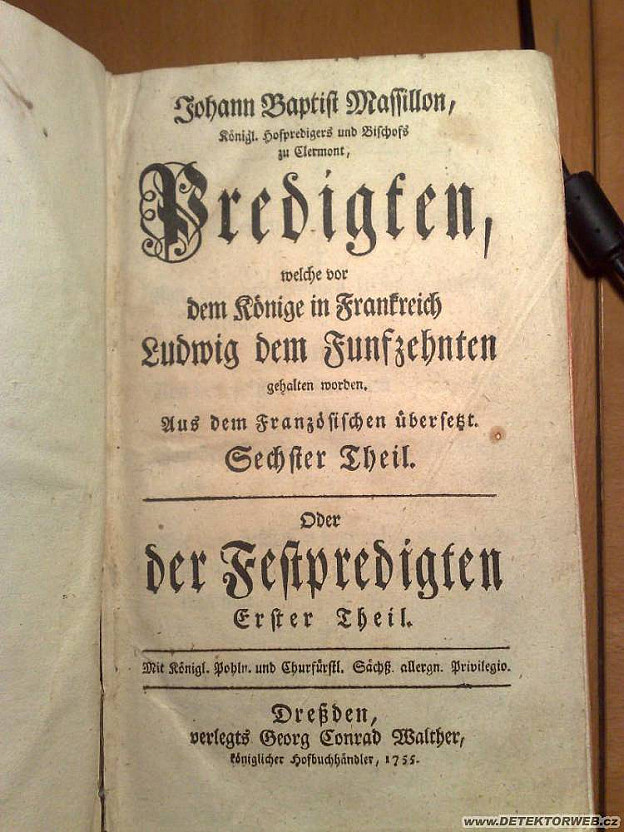 Johann Baptist Massillon,
Königl. Hofpredigers und Bischofs
zu Clermont,
Predigten,
welche vor
dem Könige in Frankreich
Ludwig dem Funfzehnten
gehalten worden.
Aus dem Französischen übersetzt.
Sechster Theil.
Oder
der Festpredigten
Erster Theil.
Mit Königl. Pohln. und Churfürstl. Sächß. allergn. Privilegio.
Dreßden,
verlegts Georg Conrad Walther,
königlicher Hofbuchhändler, 1755.
www.DETEKTORWEB.cz